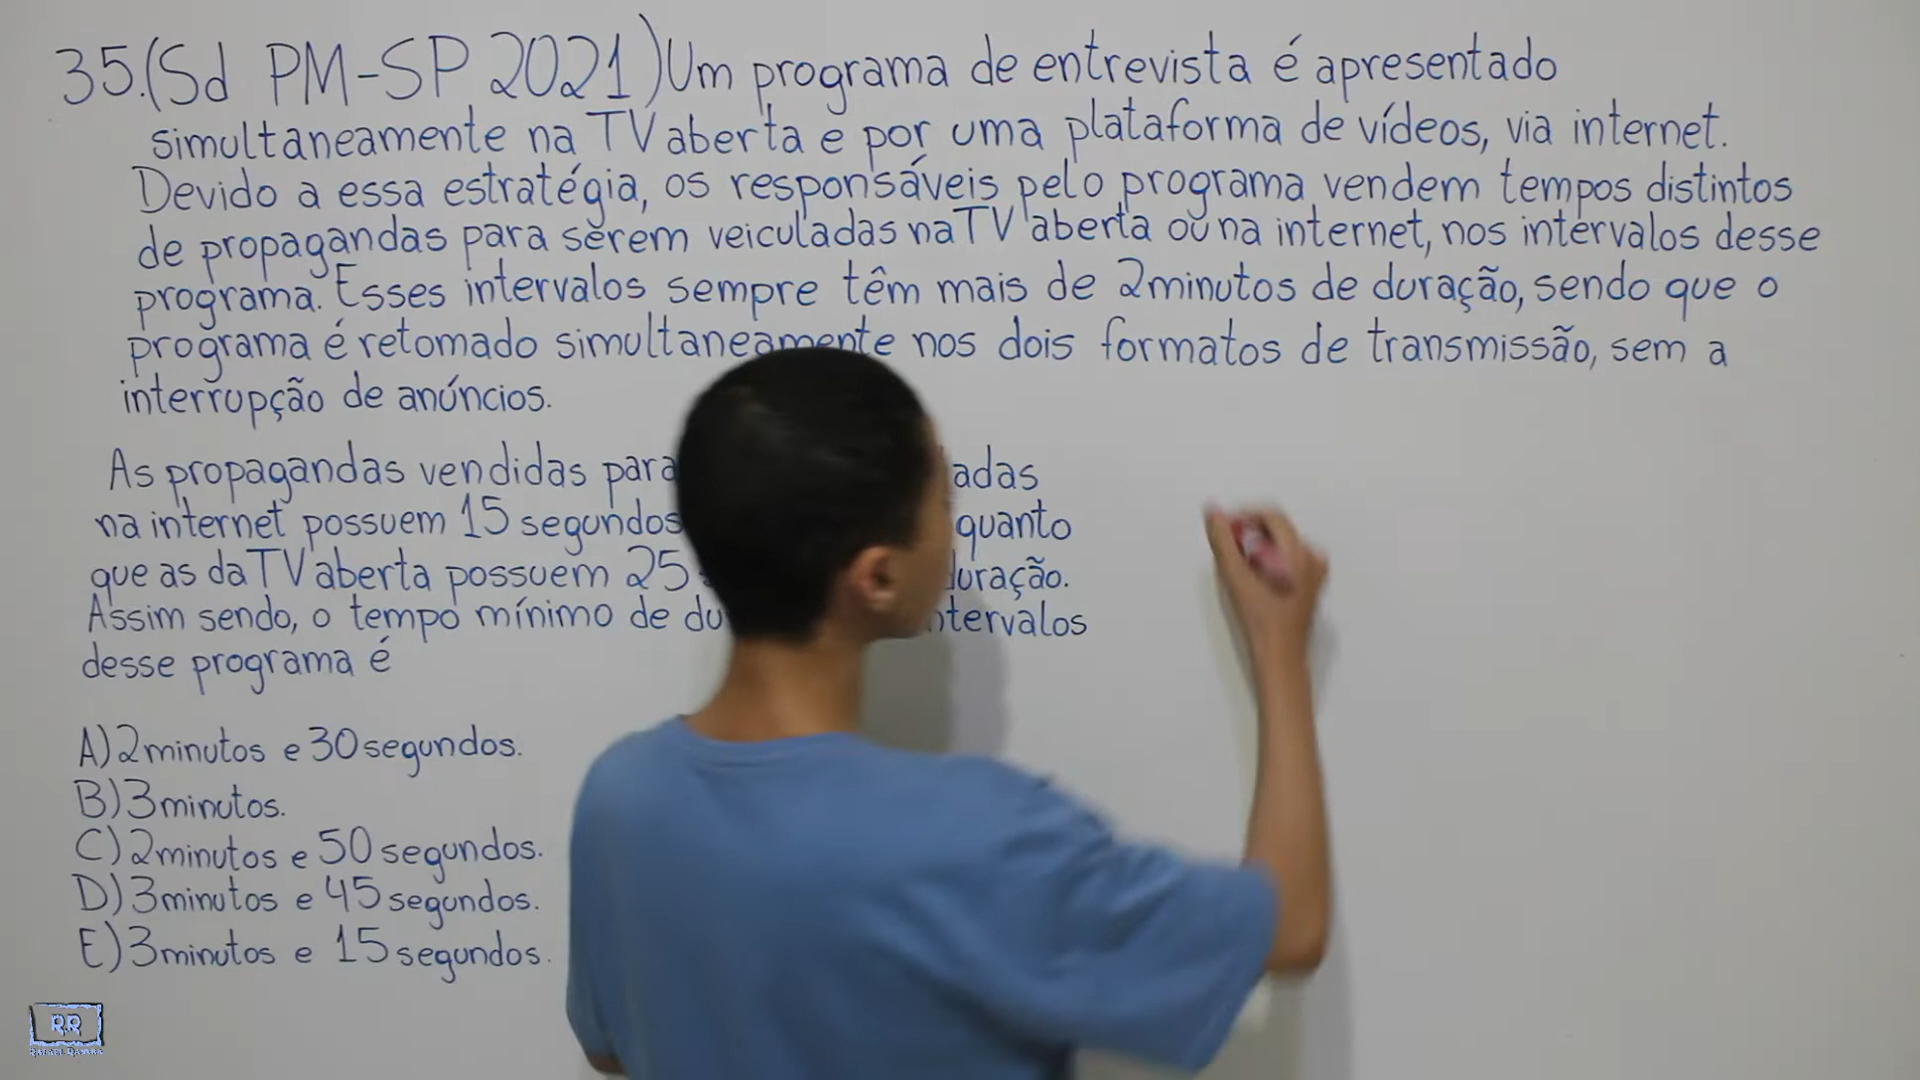 35.(Sd PM-SP 2021) Um programa de entrevista é apresentado
simultaneamente na TV aberta e por uma plataforma de vídeos, via internet.
Devido a essa estratégia, os responsáveis pelo programa vendem tempos distintos
de propagandas para serem veiculadas na TV aberta ou na internet, nos intervalos desse
programa. Esses intervalos sempre têm mais de 2 minutos de duração, sendo que o
programa é retomado simultaneamente nos dois formatos de transmissão, sem a
interrupção de anúncios.
As propagandas vendidas para adas
na internet possuem 15 segundos quanto
que as da TV aberta possuem 25 duração.
Assim sendo, o tempo mínimo de du ntervalos
desse programa é
A) 2 minutos e 30 segundos.
B) 3 minutos.
C) 2 minutos e 50 segundos.
D) 3 minutos e 45 segundos.
E) 3 minutos e 15 segundos.
RR